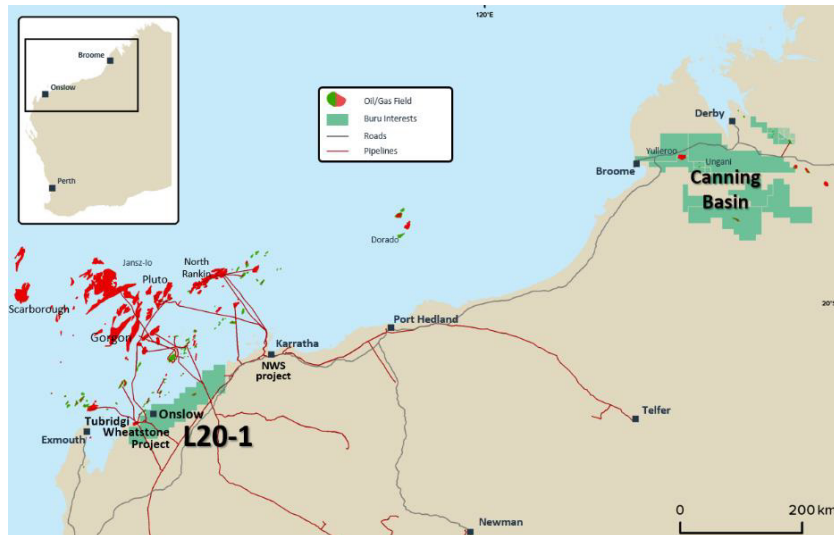 120°E
Broome
Onslow
Perth
Oil/Gas Field
Buru Interests
Roads
Pipelines
Derby
Yulleroo
Ungani
Broome
Canning
Basin
Dorado
Jansz-Io
North
Rankin
Pluto
Scarborough
20°
Gorgon
Port Hedland
Karratha
NWS
project
Onslow
Tubridgi
Wheatstone
Project
L20-1
Exmouth
Telfer
Newman
0
200 km